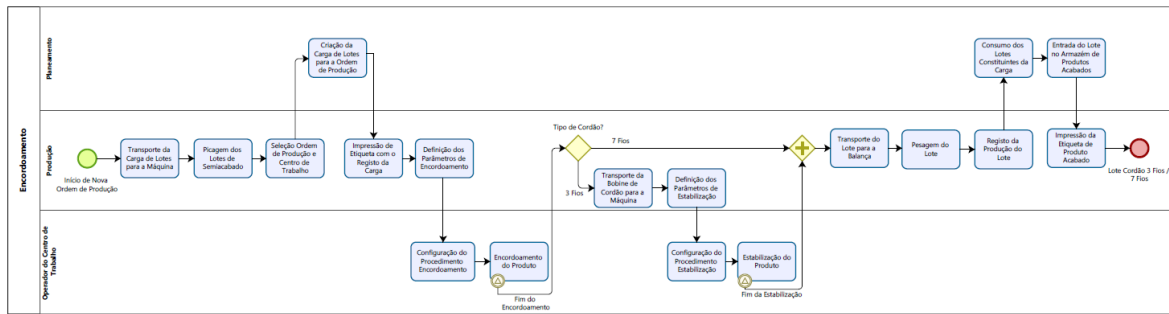 Encordoamento
Planeamento
Criação da
Carga de Lotes
para a Ordem
de Produção
Consumo dos
Lotes
Constituintes da
Carga
Entrada do Lote
no Armazém de
Produtos
Acabados
Produção
Início de Nova
Ordem de Produção
Transporte da
Carga de Lotes
para a Máquina
Picagem dos
Lotes de
Semiacabado
Seleção Ordem
de Produção e
Centro de
Trabalho
Impressão de
Etiqueta com o
Registo da
Carga
Definição dos
Parâmetros de
Encordoamento
Tipo de Cordão?
7 Fios
3 Fios
Transporte da
Bobine de
Cordão para a
Máquina
Definição dos
Parâmetros de
Estabilização
Transporte do
Lote para a
Balança
Pesagem do
Lote
Registo da
Produção do
Lote
Impressão da
Etiqueta de
Produto
Acabado
Lote Cordão 3 Fios /
7 Fios
Operador do Centro de
Trabalho
Configuração do
Procedimento
Encordoamento
Encordoamento
do Produto
Fim do
Encordoamento
Configuração do
Procedimento
Estabilização
Estabilização do
Produto
Fim da Estabilização